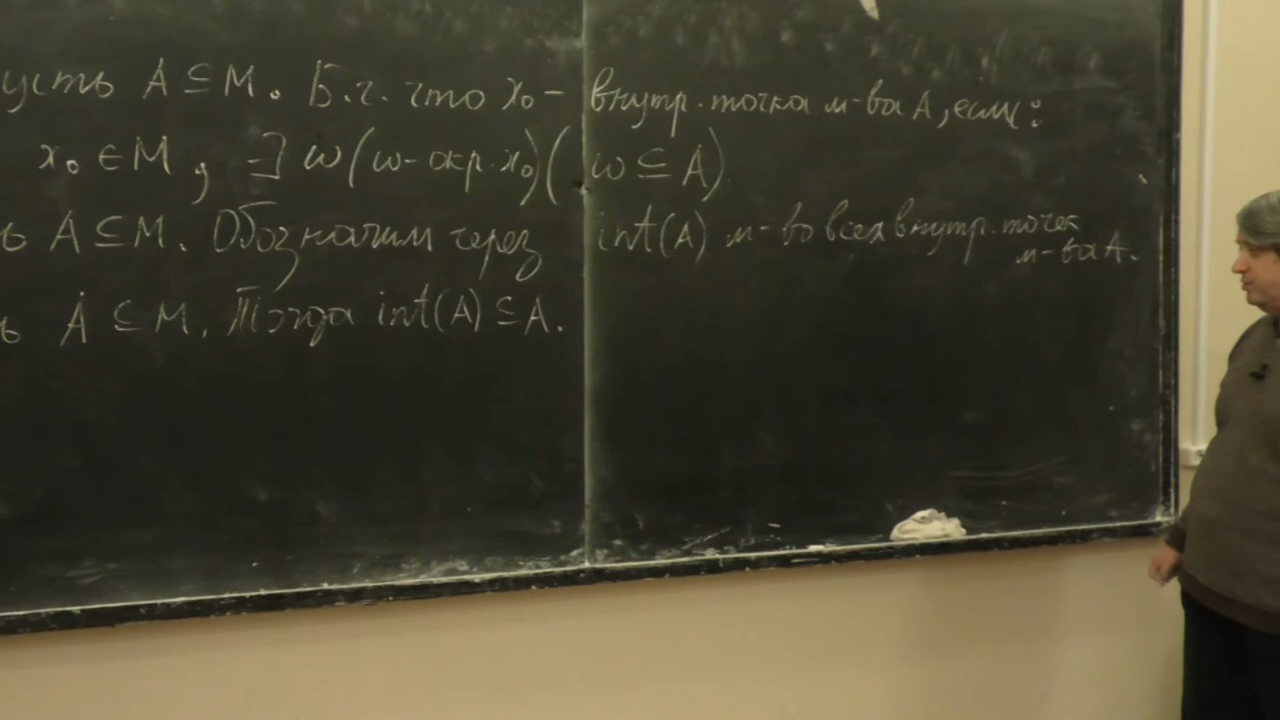 усть A ⊆ M. Б.г. что x₀ - внутр. точка м-ва A, если:
x₀ ∈ M, ∃ ω(ω-окр. x₀)(ω ⊆ A)
ь A ⊆ M. Обозначим через int(A) м-во всех внутр. точек
м-ва A.
ь A ⊆ M. Тогда int(A) ⊆ A.